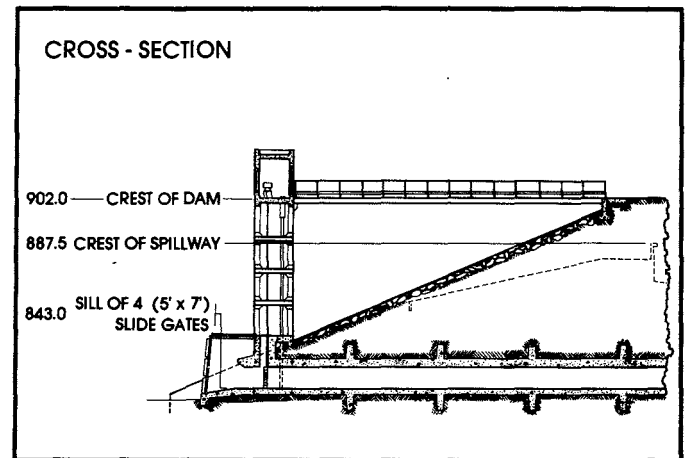 CROSS - SECTION
902.0 CREST OF DAM
887.5 CREST OF SPILLWAY
843.0 SILL OF 4 (5' x 7')
SLIDE GATES